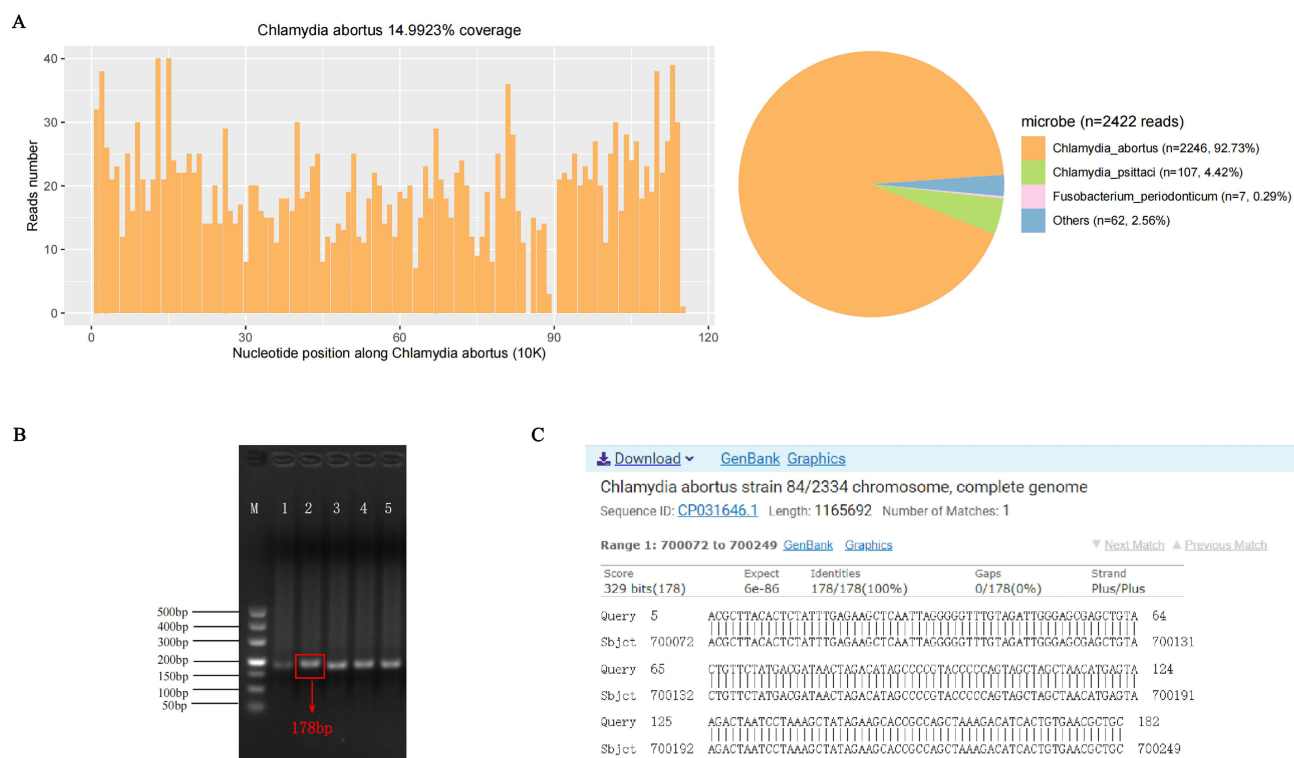 A
Chlamydia abortus 14.9923% coverage
40
30
20
10
0
Reads number
0
30
60
90
120
Nucleotide position along Chlamydia abortus (10K)
microbe (n=2422 reads)
Chlamydia_abortus (n=2246, 92.73%)
Chlamydia_psittaci (n=107, 4.42%)
Fusobacterium_periodonticum (n=7, 0.29%)
Others (n=62, 2.56%)
B
M 1 2 3 4 5
500bp
400bp
300bp
200bp
150bp
100bp
50bp
178bp
C
Download GenBank Graphics
Chlamydia abortus strain 84/2334 chromosome, complete genome
Sequence ID: CP031646.1 Length: 1165692 Number of Matches: 1
Range 1: 700072 to 700249 GenBank Graphics Next Match Previous Match
Score Expect Identities Gaps Strand
329 bits(178) 6e-86 178/178(100%) 0/178(0%) Plus/Plus
Query 5 ACGCTTACACTCTATTTGAGAAGCTCAATTAGGGGGTTTGTAGATTGGGAGCGAGCTGTA 64
Sbjct 700072 ACGCTTACACTCTATTTGAGAAGCTCAATTAGGGGGTTTGTAGATTGGGAGCGAGCTGTA 700131
Query 65 CTGTTCTATGACGATAACTAGACATAGCCCCGTACCCCCAGTAGCTAGCTAACATGAGTA 124
Sbjct 700132 CTGTTCTATGACGATAACTAGACATAGCCCCGTACCCCCAGTAGCTAGCTAACATGAGTA 700191
Query 125 AGACTAATCCTAAAGCTATAGAAGCACCGCCAGCTAAAGACATCACTGTGAACGCTGC 182
Sbjct 700192 AGACTAATCCTAAAGCTATAGAAGCACCGCCAGCTAAAGACATCACTGTGAACGCTGC 700249